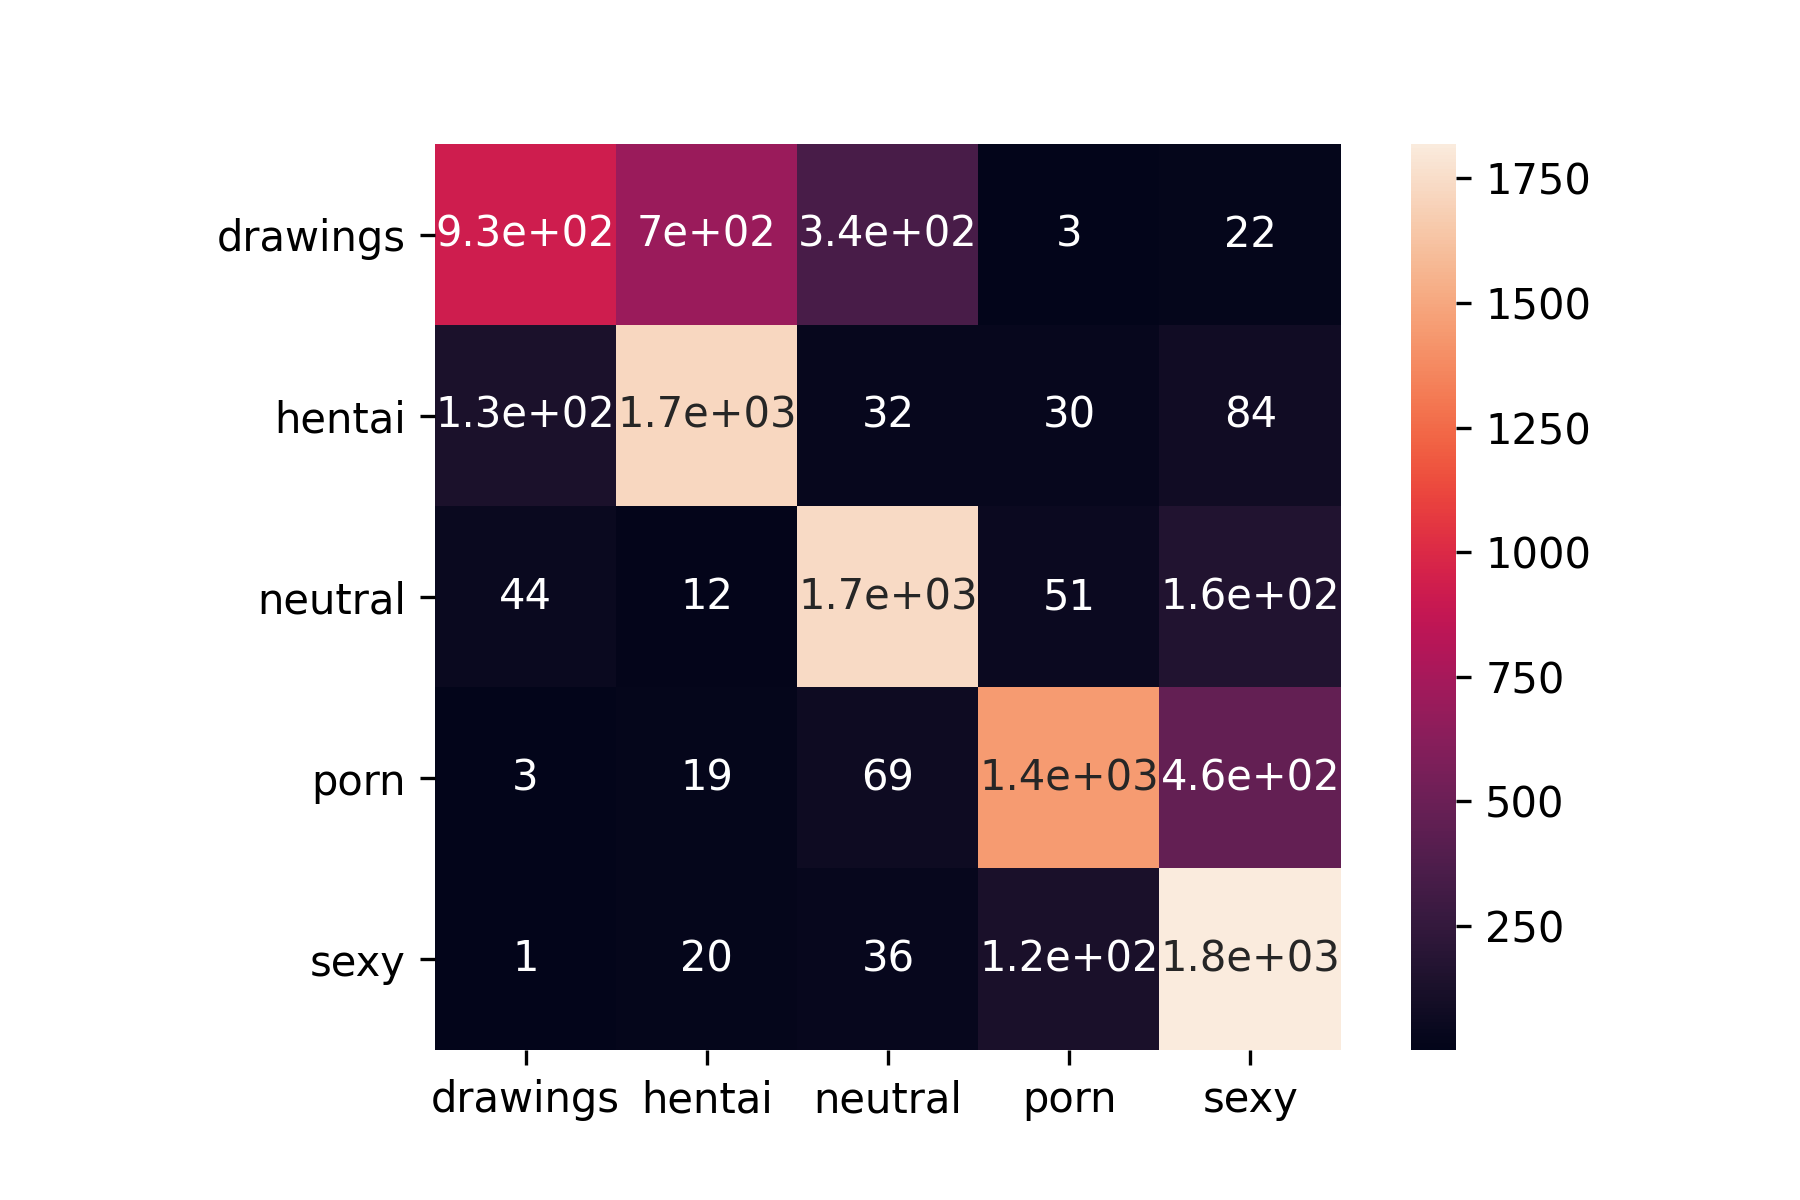 drawings 9.3e+02 7e+02 3.4e+02 3 22
hentai 1.3e+02 1.7e+03 32 30 84
neutral 44 12 1.7e+03 51 1.6e+02
porn 3 19 69 1.4e+03 4.6e+02
sexy 1 20 36 1.2e+02 1.8e+03
drawings hentai neutral porn sexy
1750
1500
1250
1000
750
500
250